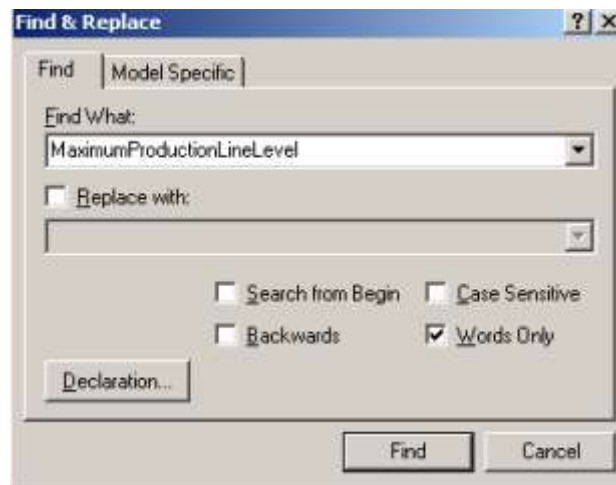 Find & Replace
Find Model Specific
Find What:
MaximumProductionLineLevel
Replace with:
Search from Begin Case Sensitive
Backwards Words Only
Declaration...
Find Cancel